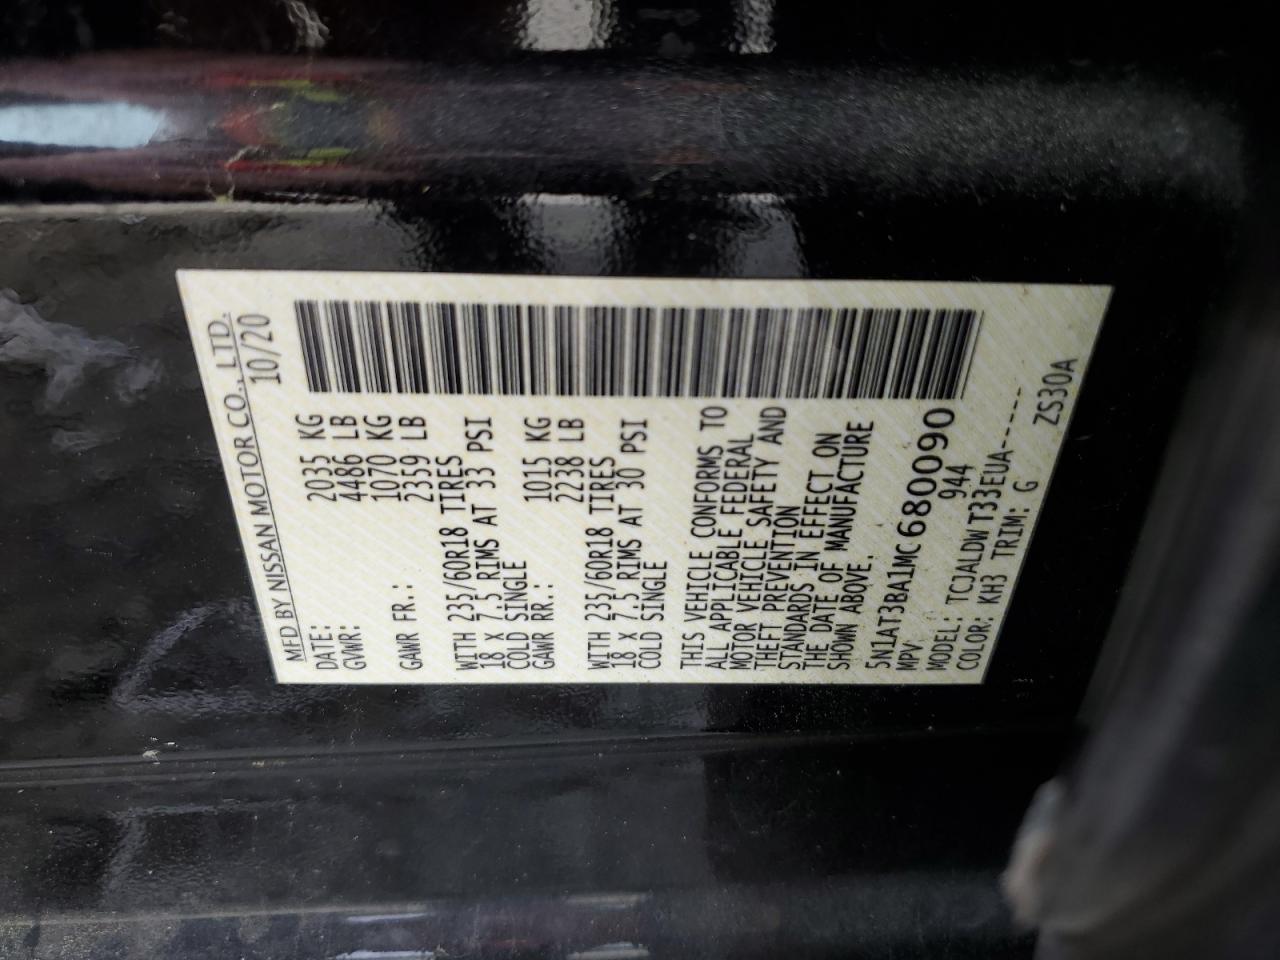 MFD BY NISSAN MOTOR CO., LTD.
DATE: 10/20
GVWR: 2035 KG
4486 LB
GAWR FR.: 1070 KG
2359 LB
WITH 235/60R18 TIRES
18 X 7.5 RIMS AT 33 PSI
COLD SINGLE
GAWR RR.: 1015 KG
2238 LB
WITH 235/60R18 TIRES
18 X 7.5 RIMS AT 30 PSI
COLD SINGLE
THIS VEHICLE CONFORMS TO
ALL APPLICABLE FEDERAL
MOTOR VEHICLE SAFETY AND
THEFT PREVENTION
STANDARDS IN EFFECT ON
THE DATE OF MANUFACTURE
SHOWN ABOVE.
5N1AT3BA1MC680090
MPV 944
MODEL: TCJALDWT33EUA------
COLOR: KH3 TRIM: G
ZS30A